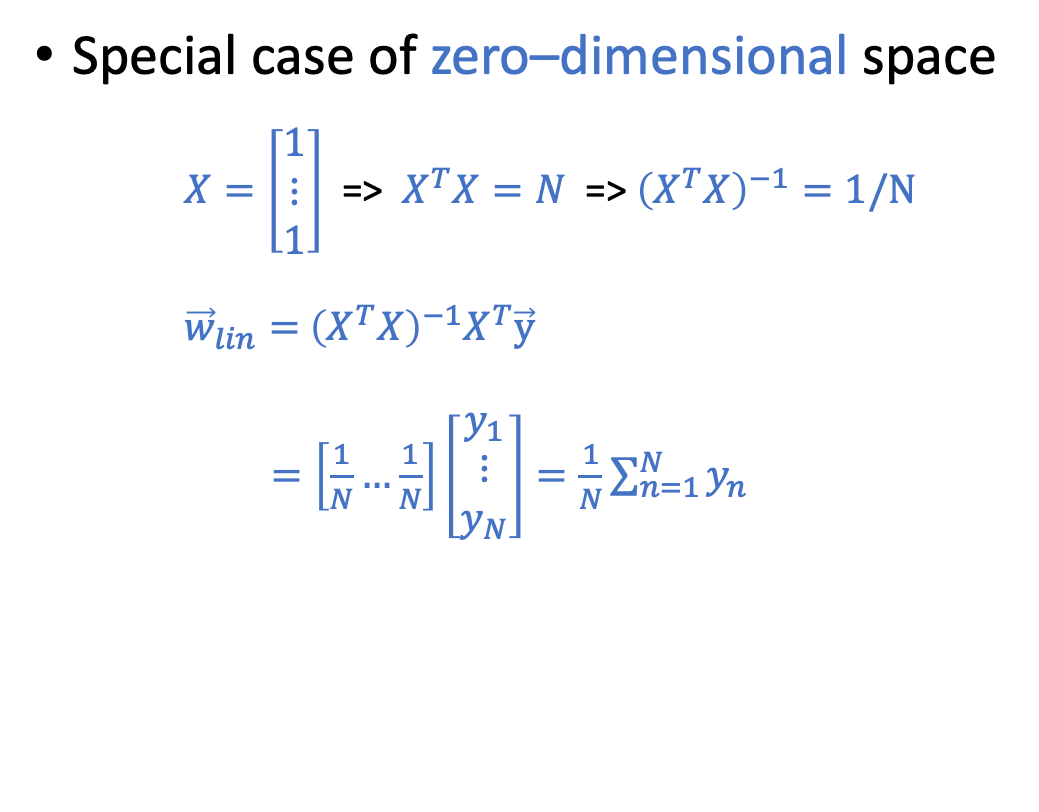 • Special case of zero–dimensional space
X = [1 ⋮ 1] => XᵀX = N => (XᵀX)⁻¹ = 1/N
w⃗_lin = (XᵀX)⁻¹Xᵀy⃗
= [1/N … 1/N] [y₁ ⋮ y_N] = 1/N ∑_{n=1}^{N} yₙ